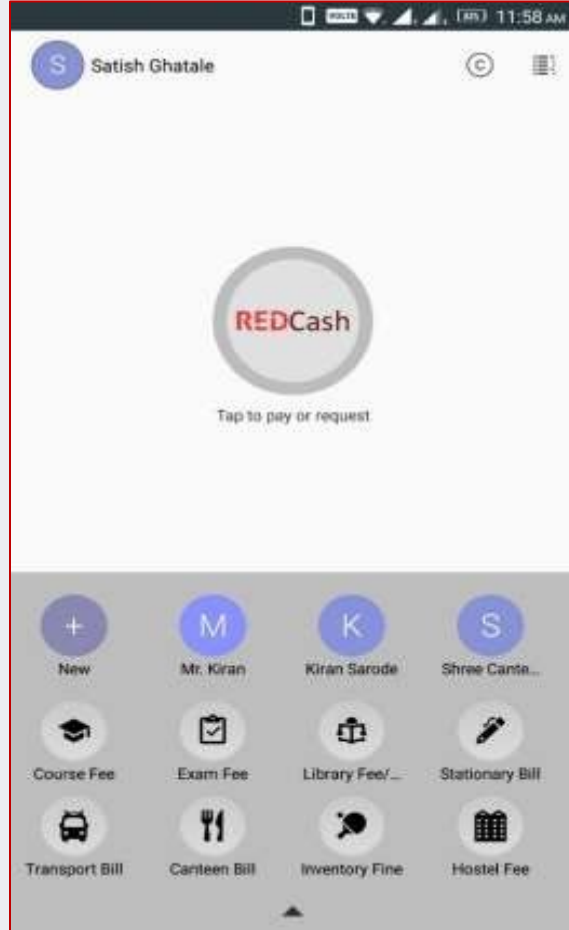 11:58 AM
S Satish Ghatale
REDCash
Tap to pay or request
+ M K S
New Mr. Kiran Kiran Sarode Shree Cante...
Course Fee Exam Fee Library Fee/... Stationary Bill
Transport Bill Canteen Bill Inventory Fine Hostel Fee